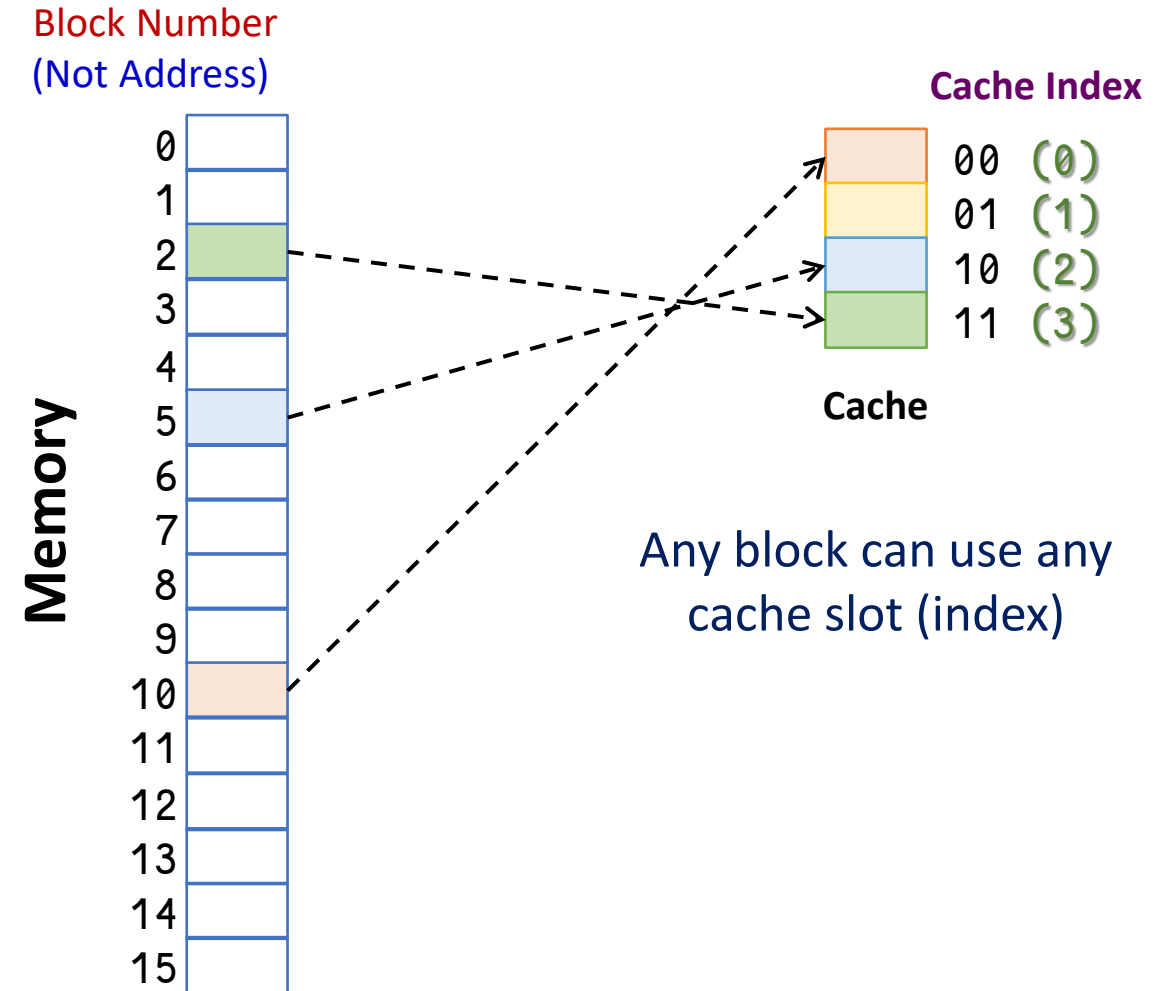 Block Number
(Not Address)
Cache Index
0
1
2
3
4
5
6
7
8
9
10
11
12
13
14
15
Memory
00 (0)
01 (1)
10 (2)
11 (3)
Cache
Any block can use any
cache slot (index)